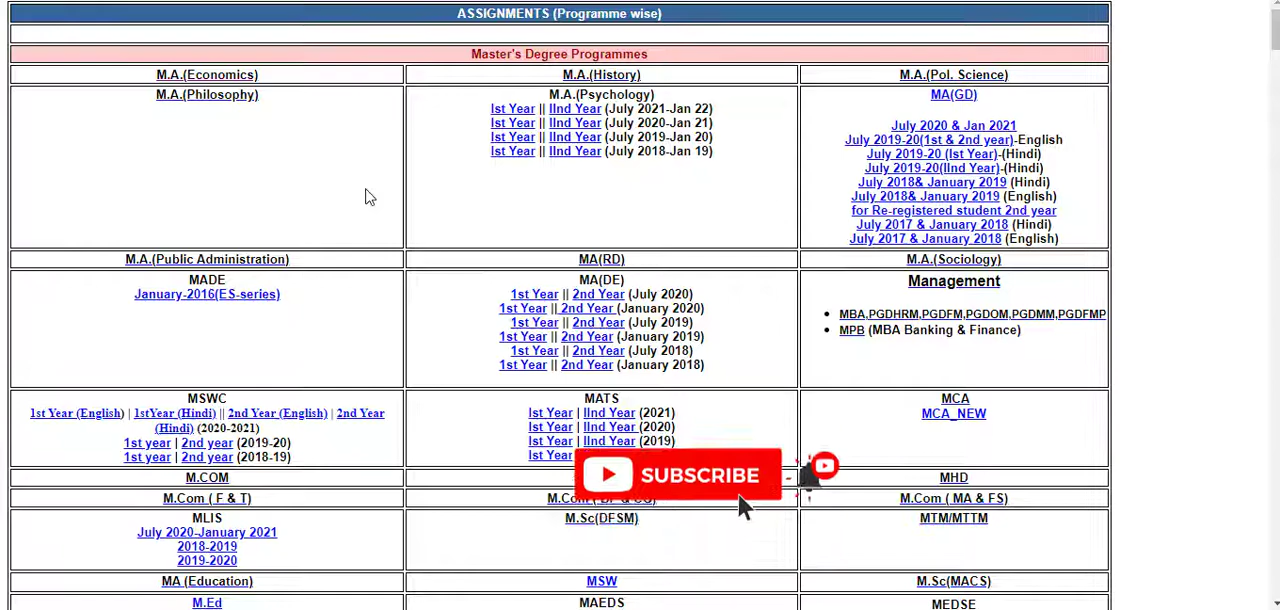 ASSIGNMENTS (Programme wise)
Master's Degree Programmes
M.A.(Economics)
M.A.(History)
M.A.(Pol. Science)
M.A.(Philosophy)
M.A.(Psychology)
Ist Year || IInd Year (July 2021-Jan 22)
Ist Year || IInd Year (July 2020-Jan 21)
Ist Year || IInd Year (July 2019-Jan 20)
Ist Year || IInd Year (July 2018-Jan 19)
MA(GD)
July 2020 & Jan 2021
July 2019-20(1st & 2nd year)-English
July 2019-20 (Ist Year)-(Hindi)
July 2019-20(IInd Year)-(Hindi)
July 2018& January 2019 (Hindi)
July 2018& January 2019 (English)
for Re-registered student 2nd year
July 2017 & January 2018 (Hindi)
July 2017 & January 2018 (English)
M.A.(Public Administration)
MA(RD)
M.A.(Sociology)
MADE
January-2016(ES-series)
MA(DE)
1st Year || 2nd Year (July 2020)
1st Year || 2nd Year (January 2020)
1st Year || 2nd Year (July 2019)
1st Year || 2nd Year (January 2019)
1st Year || 2nd Year (July 2018)
1st Year || 2nd Year (January 2018)
Management
• MBA,PGDHRM,PGDFM,PGDOM,PGDMM,PGDFMP
• MPB (MBA Banking & Finance)
MSWC
1st Year (English) | 1stYear (Hindi) || 2nd Year (English) | 2nd Year
(Hindi) (2020-2021)
1st year | 2nd year (2019-20)
1st year | 2nd year (2018-19)
MATS
Ist Year | IInd Year (2021)
Ist Year | IInd Year (2020)
Ist Year | IInd Year (2019)
Ist Year
MCA
MCA_NEW
SUBSCRIBE
M.COM
MHD
M.Com ( F & T)
M.Com
M.Com ( MA & FS)
MLIS
July 2020-January 2021
2018-2019
2019-2020
M.Sc(DFSM)
MTM/MTTM
MA (Education)
MSW
M.Sc(MACS)
M.Ed
MAEDS
MEDSE